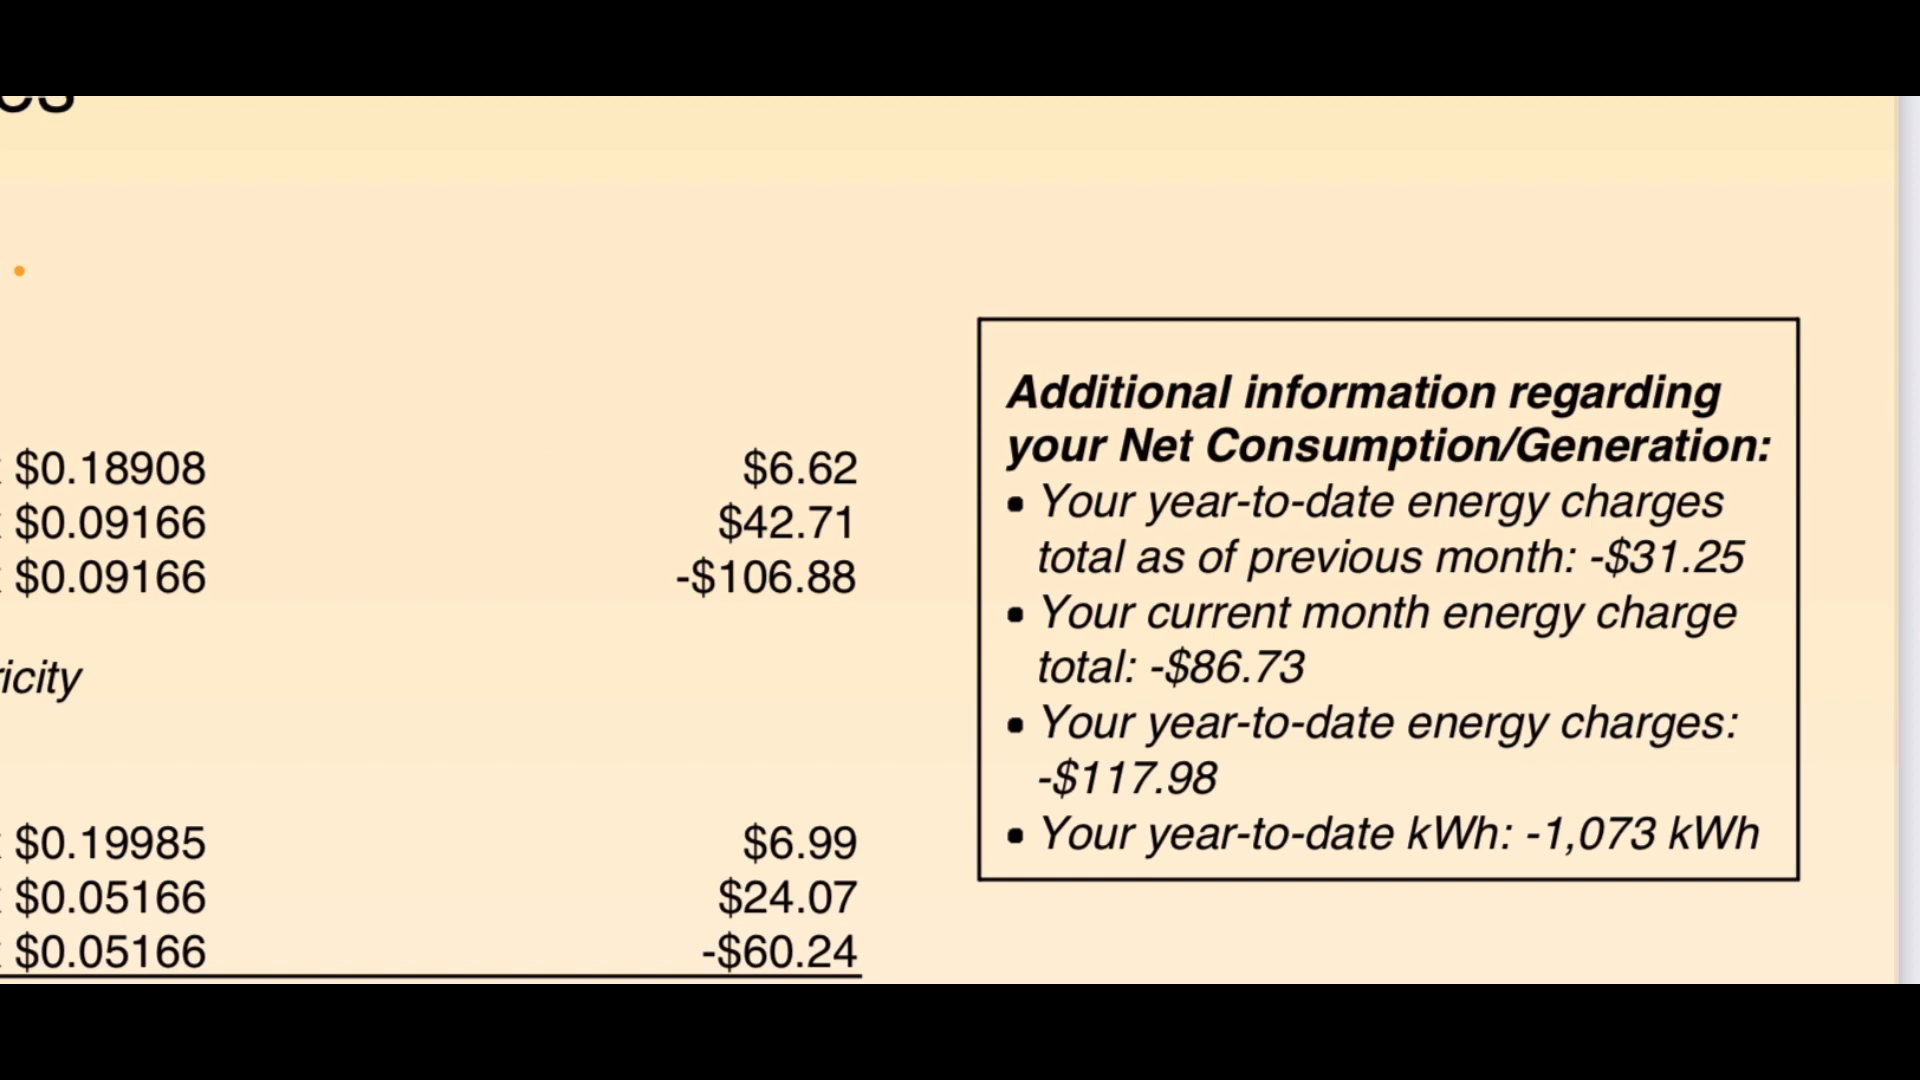 $0.18908 $6.62
$0.09166 $42.71
$0.09166 -$106.88
$0.19985 $6.99
$0.05166 $24.07
$0.05166 -$60.24
Additional information regarding
your Net Consumption/Generation:
• Your year-to-date energy charges
total as of previous month: -$31.25
• Your current month energy charge
total: -$86.73
• Your year-to-date energy charges:
-$117.98
• Your year-to-date kWh: -1,073 kWh